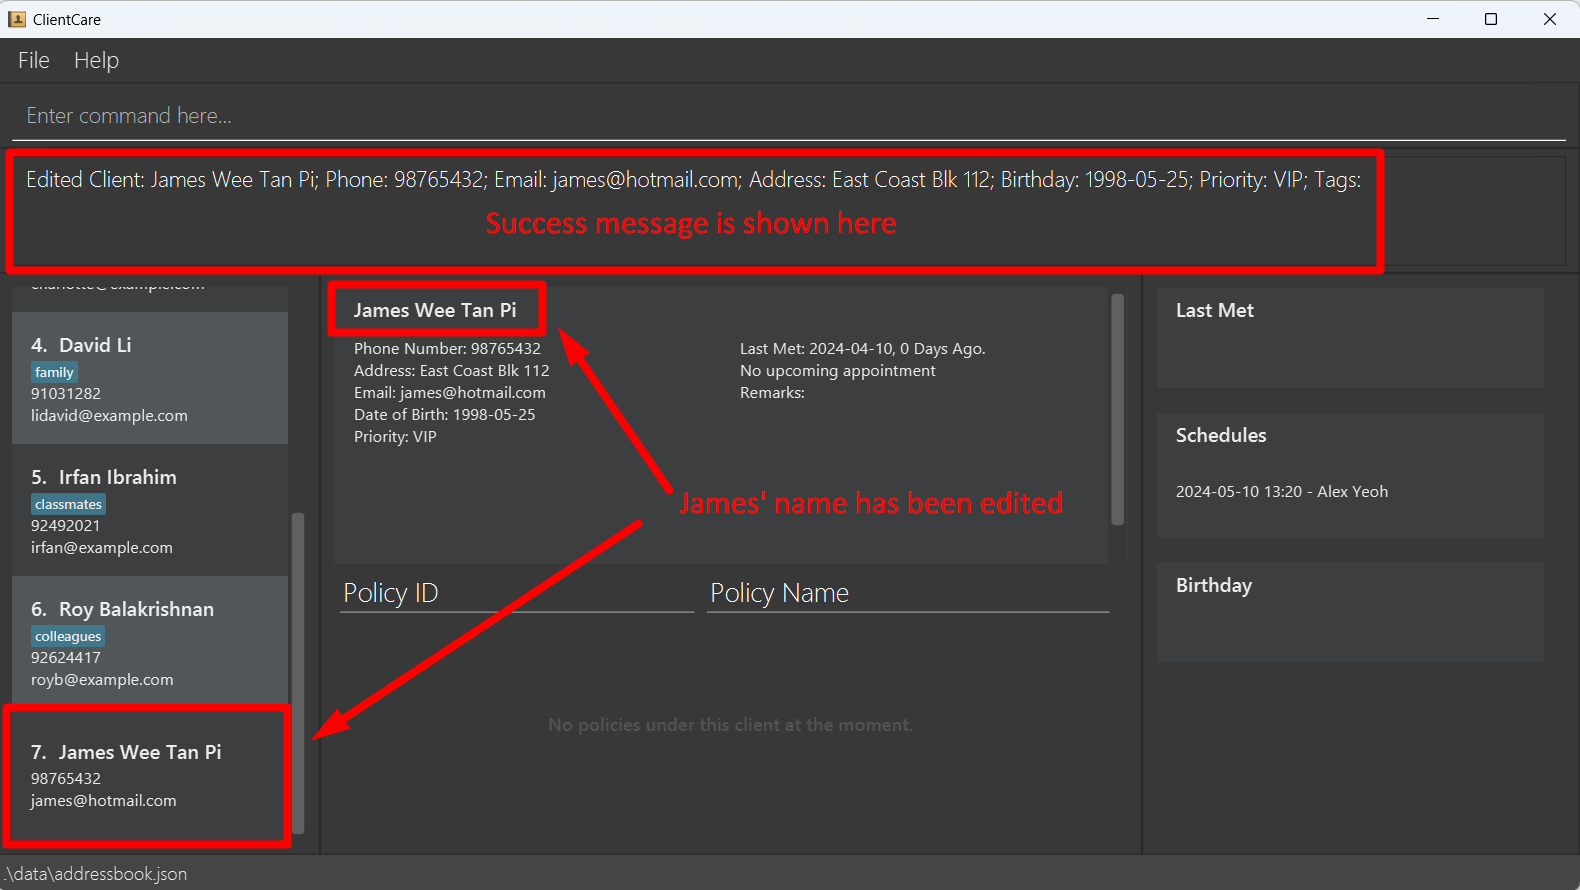 ClientCare
File Help
Enter command here...
Edited Client: James Wee Tan Pi; Phone: 98765432; Email: james@hotmail.com; Address: East Coast Blk 112; Birthday: 1998-05-25; Priority: VIP; Tags:
Success message is shown here
4. David Li
family
91031282
lidavid@example.com
5. Irfan Ibrahim
classmates
92492021
irfan@example.com
6. Roy Balakrishnan
colleagues
92624417
royb@example.com
7. James Wee Tan Pi
98765432
james@hotmail.com
James Wee Tan Pi
Phone Number: 98765432
Address: East Coast Blk 112
Email: james@hotmail.com
Date of Birth: 1998-05-25
Priority: VIP
Last Met: 2024-04-10, 0 Days Ago.
No upcoming appointment
Remarks:
James' name has been edited
Policy ID
Policy Name
No policies under this client at the moment.
Last Met
Schedules
2024-05-10 13:20 - Alex Yeoh
Birthday
.\data\addressbook.json